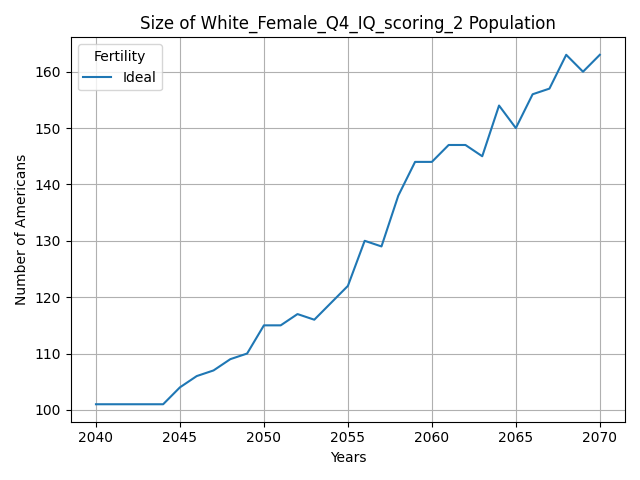 Size of White_Female_Q4_IQ_scoring_2 Population
Fertility
Ideal
Number of Americans
160
150
140
130
120
110
100
2040 2045 2050 2055 2060 2065 2070
Years